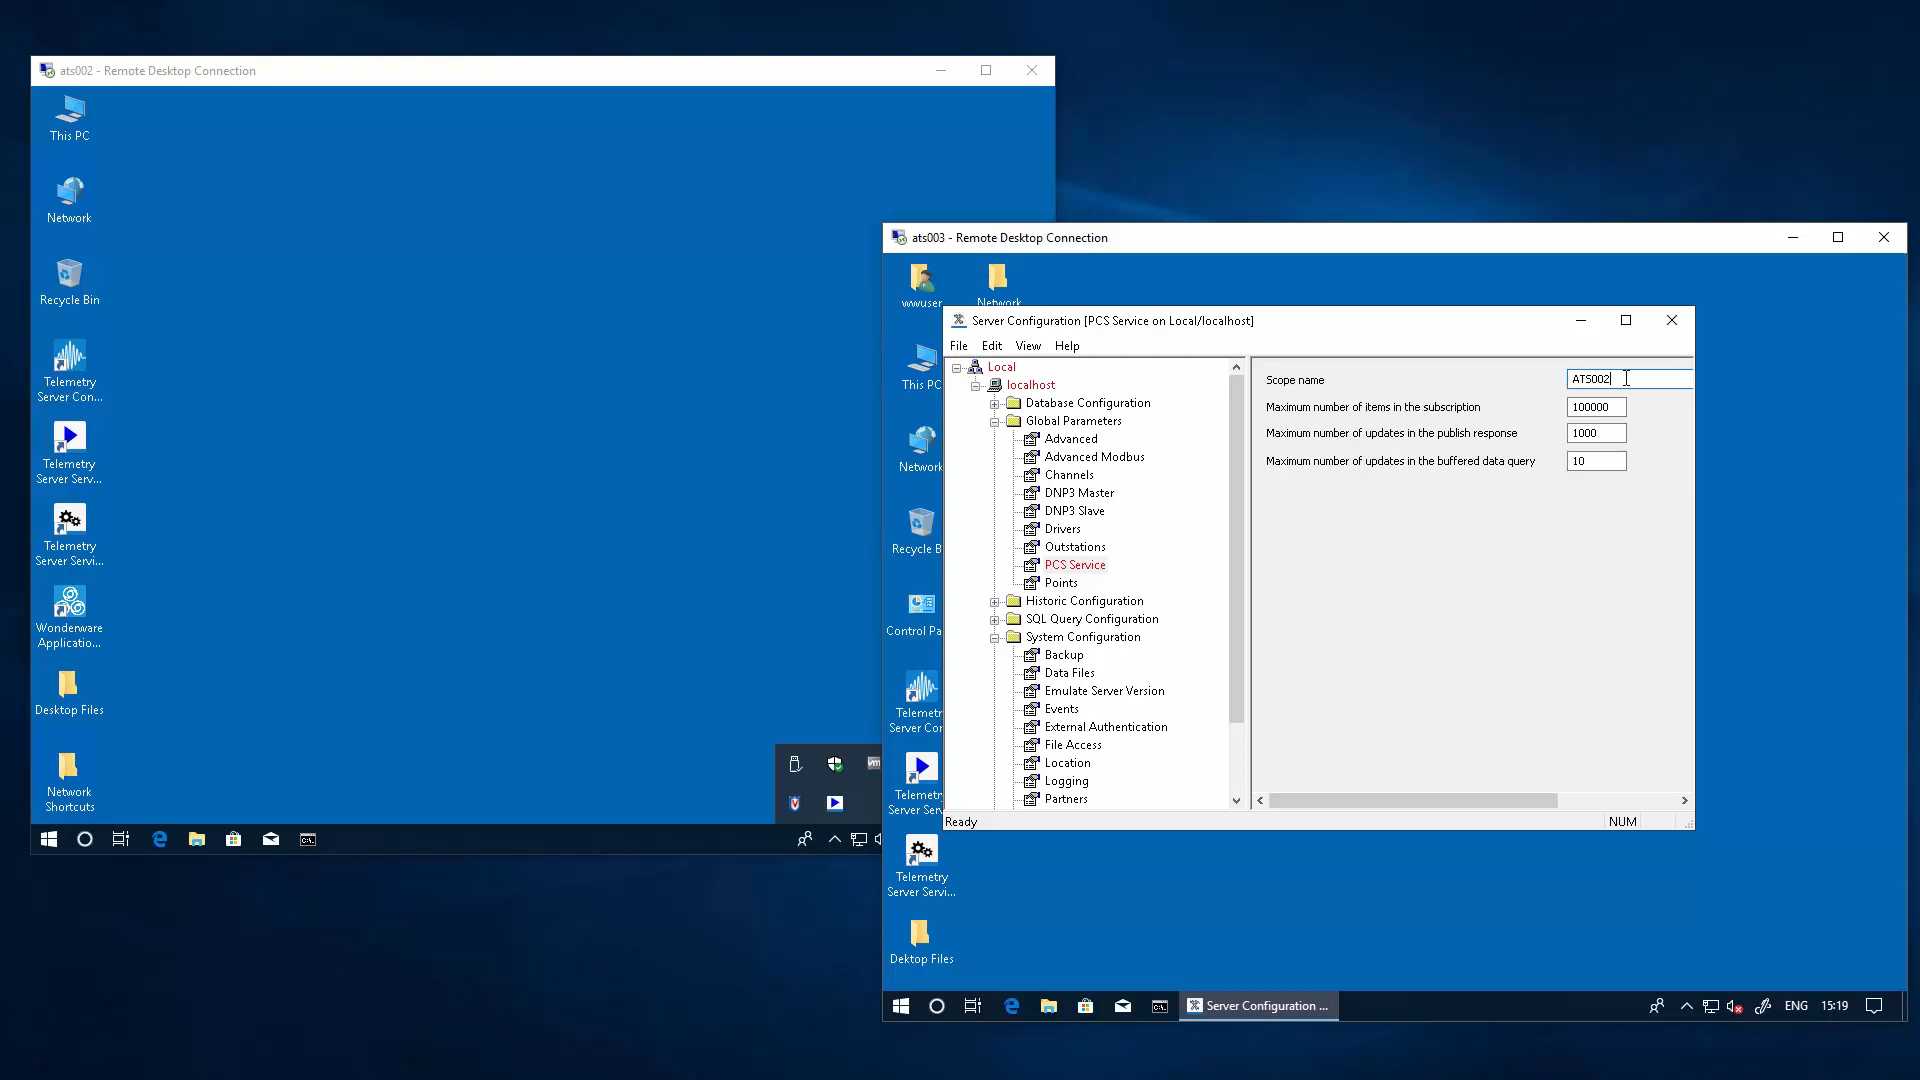 ats002 - Remote Desktop Connection
This PC
Network
Recycle Bin
Telemetry
Server Con...
Telemetry
Server Serv...
Telemetry
Server Servi...
Wonderware
Applicatio...
Desktop Files
Network
Shortcuts
ats003 - Remote Desktop Connection
wwuser
Network
This PC
Network
Recycle B
Control Pa
Telemetr
Server Cor
Telemetr
Server Ser
Telemetry
Server Servi...
Dektop Files
Server Configuration [PCS Service on Local/localhost]
File Edit View Help
Local
localhost
Database Configuration
Global Parameters
Advanced
Advanced Modbus
Channels
DNP3 Master
DNP3 Slave
Drivers
Outstations
PCS Service
Points
Historic Configuration
SQL Query Configuration
System Configuration
Backup
Data Files
Emulate Server Version
Events
External Authentication
File Access
Location
Logging
Partners
Scope name ATS002
Maximum number of items in the subscription 100000
Maximum number of updates in the publish response 1000
Maximum number of updates in the buffered data query 10
Ready NUM
Server Configuration ...
ENG 15:19